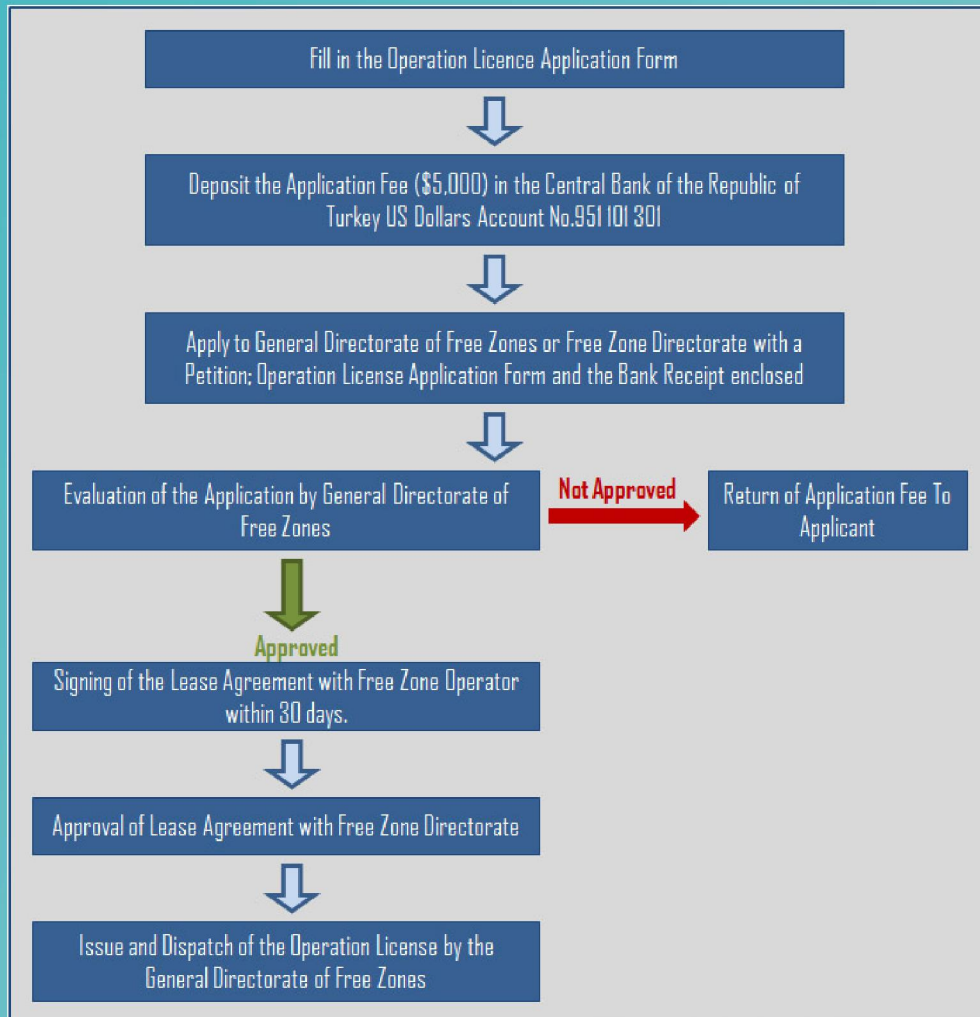 Fill in the Operation Licence Application Form
Deposit the Application Fee ($5,000) in the Central Bank of the Republic of
Turkey US Dollars Account No.951 101 301
Apply to General Directorate of Free Zones or Free Zone Directorate with a
Petition; Operation License Application Form and the Bank Receipt enclosed
Evaluation of the Application by General Directorate of
Free Zones
Not Approved
Return of Application Fee To
Applicant
Approved
Signing of the Lease Agreement with Free Zone Operator
within 30 days.
Approval of Lease Agreement with Free Zone Directorate
Issue and Dispatch of the Operation License by the
General Directorate of Free Zones